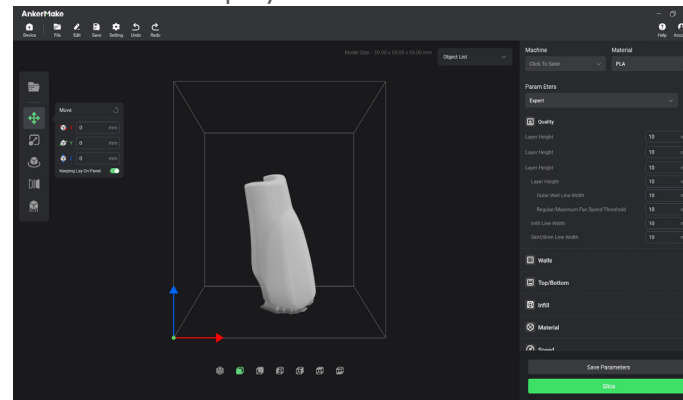 AnkerMake
Device File Edit Save Setting Undo Redo Help
Model Size : 50.00 x 50.00 x 50.00 mm
Object List
Machine Material
Click To Selet PLA
Param Eters
Expert
Quality
Layer Height 10
Layer Height 10
Layer Height 10
Layer Height 10
Outer Wall Line Width 10
Regular/Maximum Fan Speed Threshold 10
Infill Line Width 10
Skirt/Brim Line Width 10
Walls
Top/Bottom
Infill
Material
Speed
Save Parameters
Slice
Move
X 0 mm
Y 0 mm
Z 0 mm
Keeping Lay On Panel